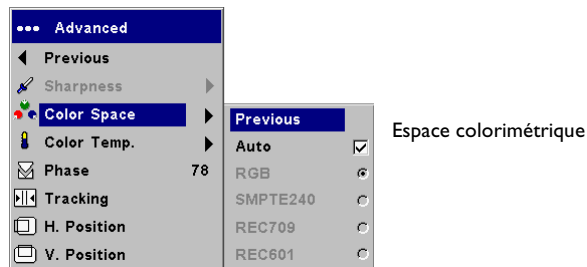 Advanced
Previous
Sharpness
Color Space
Color Temp.
Phase 78
Tracking
H. Position
V. Position
Previous
Auto
RGB
SMPTE240
REC709
REC601
Espace colorimétrique